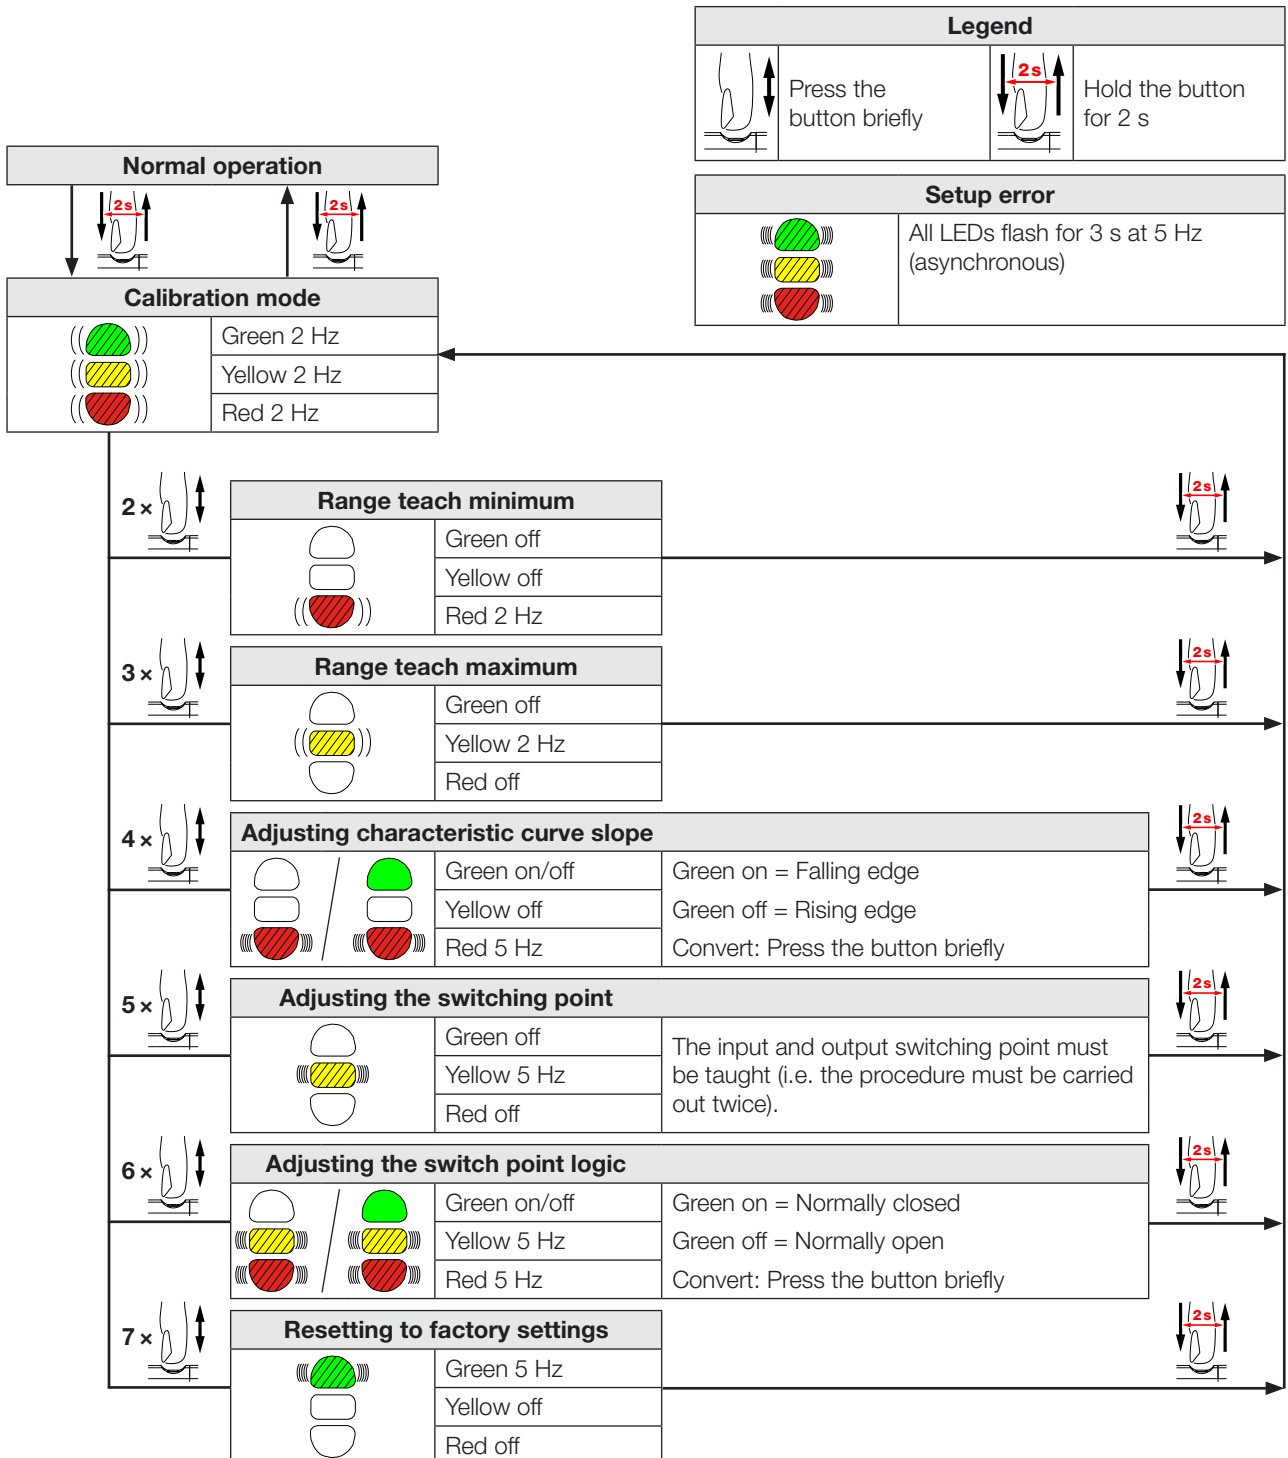 Legend
Press the
button briefly
2s
Hold the button
for 2 s
Normal operation
2s
2s
Setup error
All LEDs flash for 3 s at 5 Hz
(asynchronous)
Calibration mode
Green 2 Hz
Yellow 2 Hz
Red 2 Hz
2 ×
Range teach minimum
Green off
Yellow off
Red 2 Hz
2s
3 ×
Range teach maximum
Green off
Yellow 2 Hz
Red off
2s
4 ×
Adjusting characteristic curve slope
Green on/off
Green on = Falling edge
Yellow off
Green off = Rising edge
Red 5 Hz
Convert: Press the button briefly
2s
5 ×
Adjusting the switching point
Green off
Yellow 5 Hz
Red off
The input and output switching point must
be taught (i.e. the procedure must be carried
out twice).
2s
6 ×
Adjusting the switch point logic
Green on/off
Green on = Normally closed
Yellow 5 Hz
Green off = Normally open
Red 5 Hz
Convert: Press the button briefly
2s
7 ×
Resetting to factory settings
Green 5 Hz
Yellow off
Red off
2s